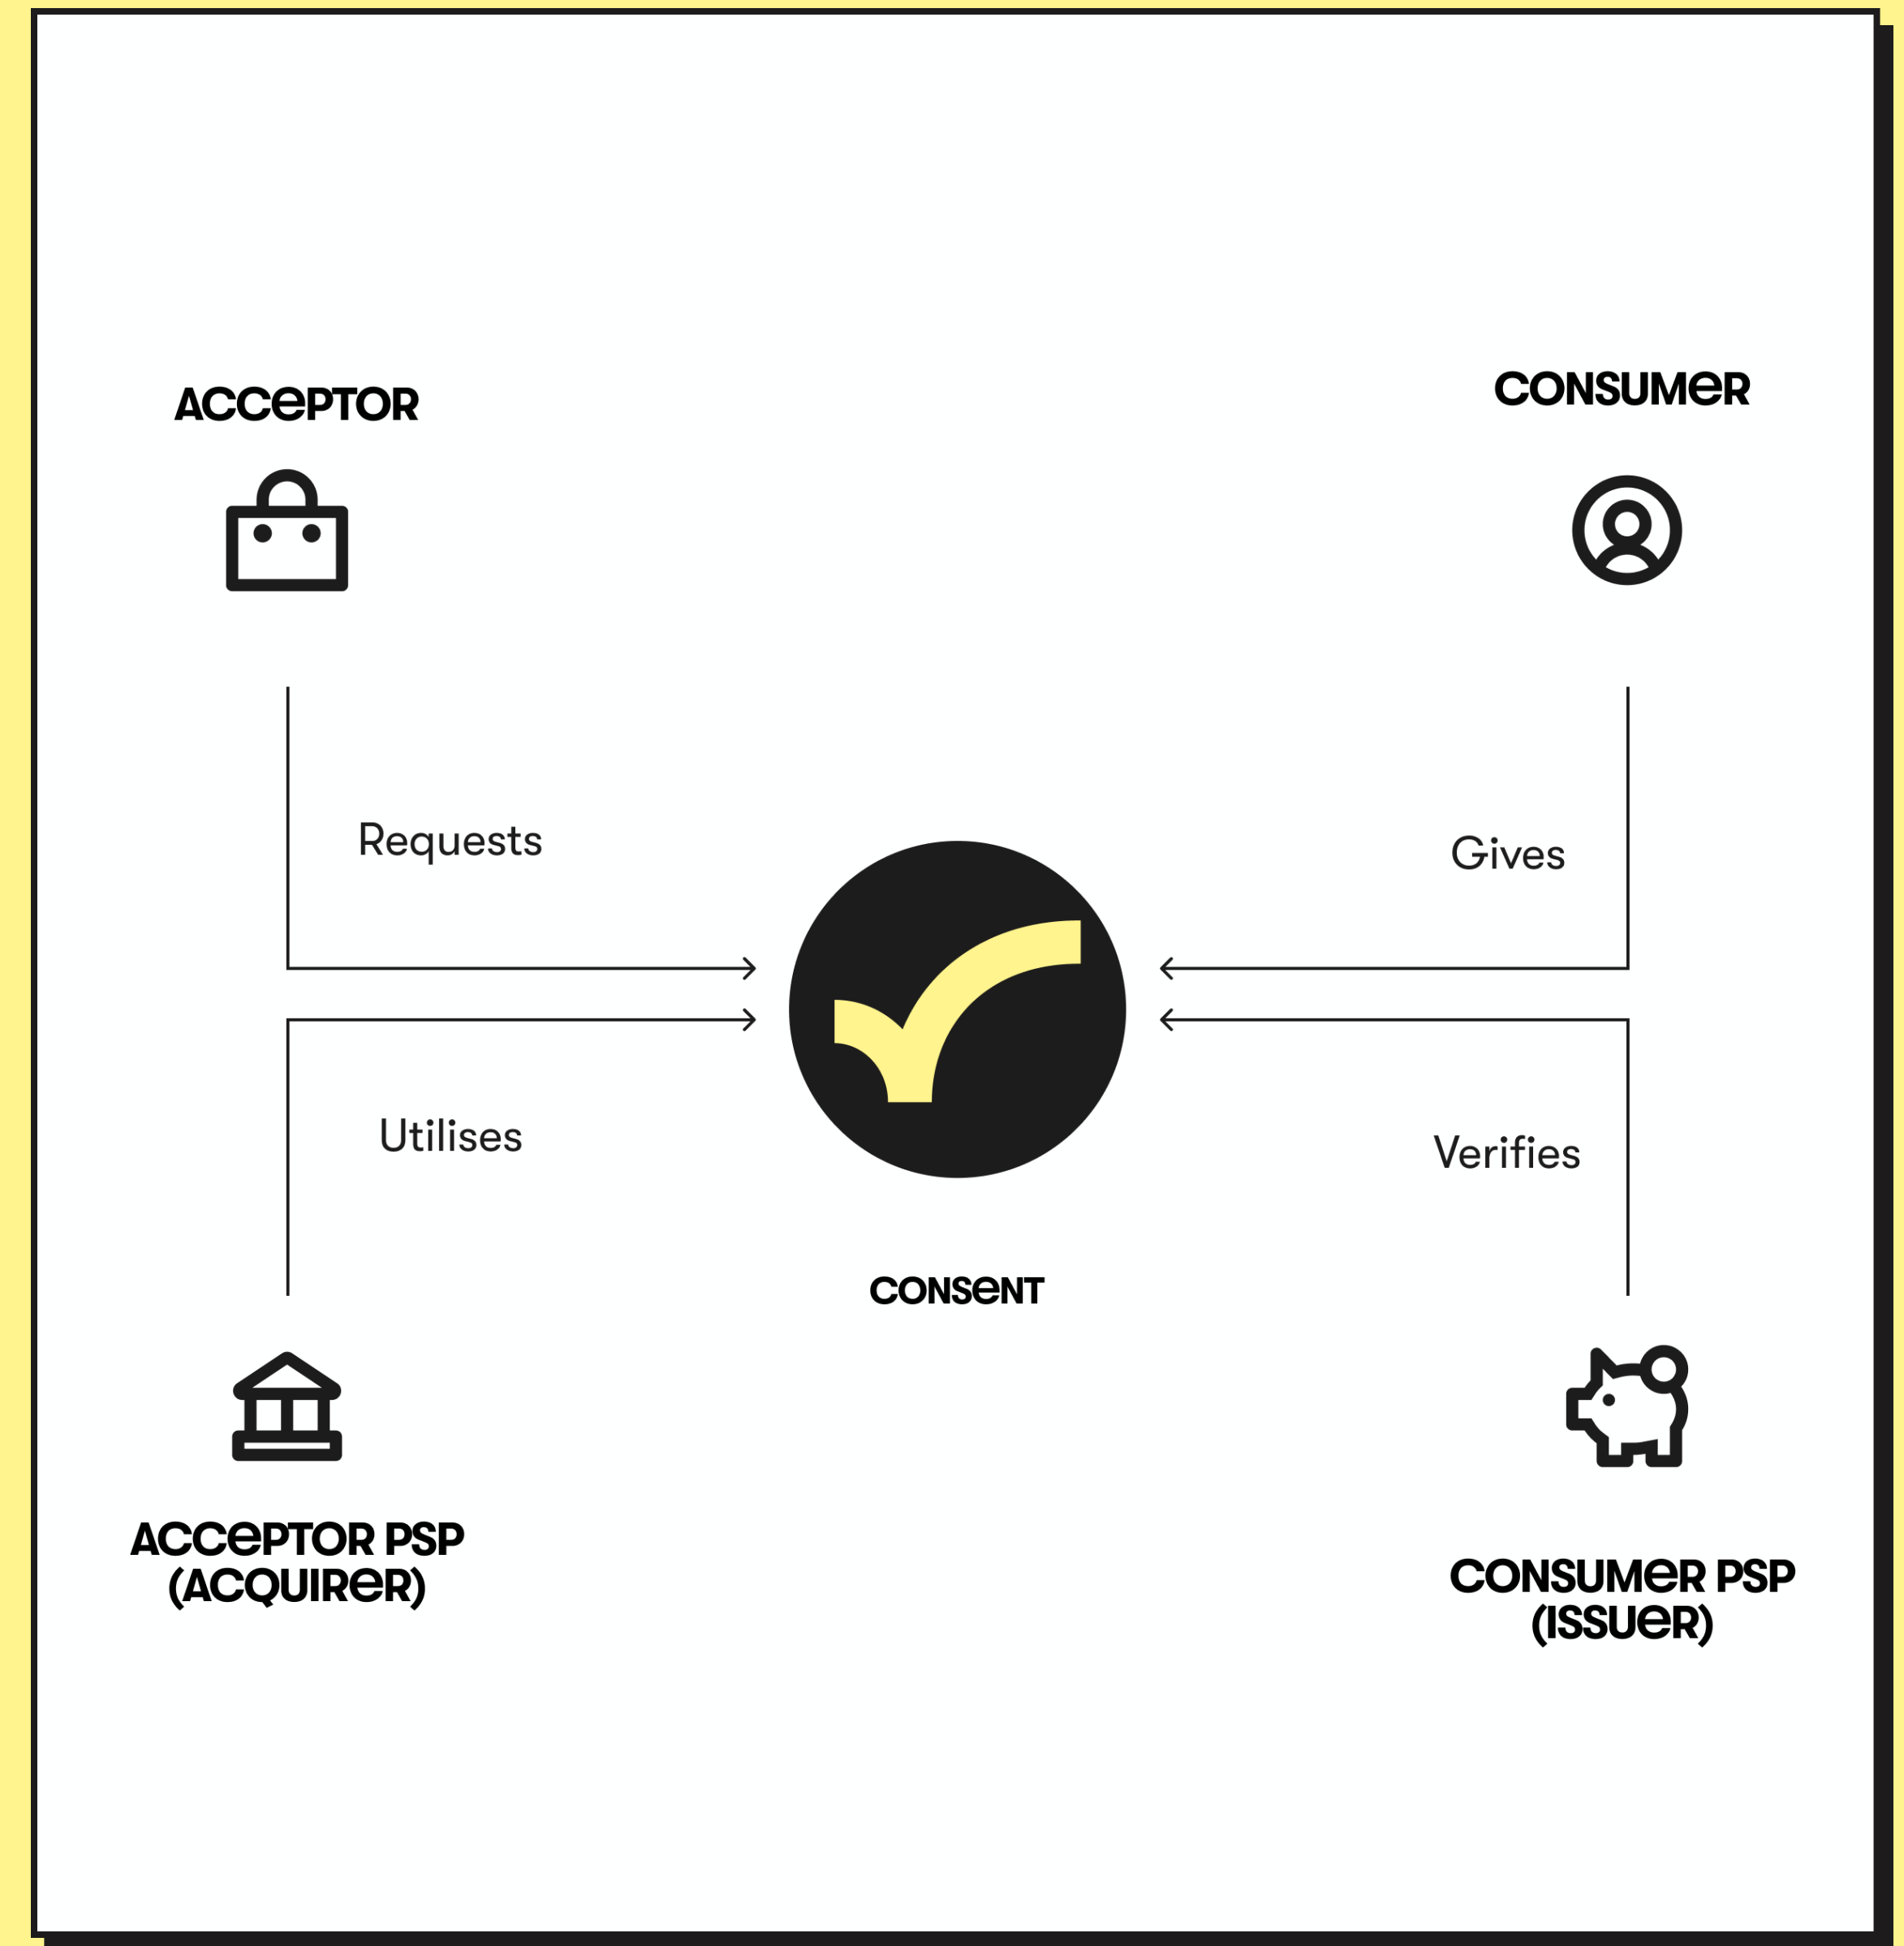 ACCEPTOR
CONSUMER
Requests
Gives
Utilises
Verifies
CONSENT
ACCEPTOR PSP
(ACQUIRER)
CONSUMER PSP
(ISSUER)